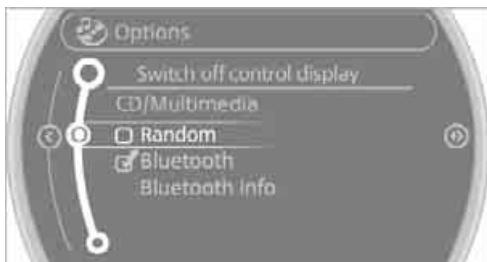 Options
Switch off control display
CD/Multimedia
Random
Bluetooth
Bluetooth info